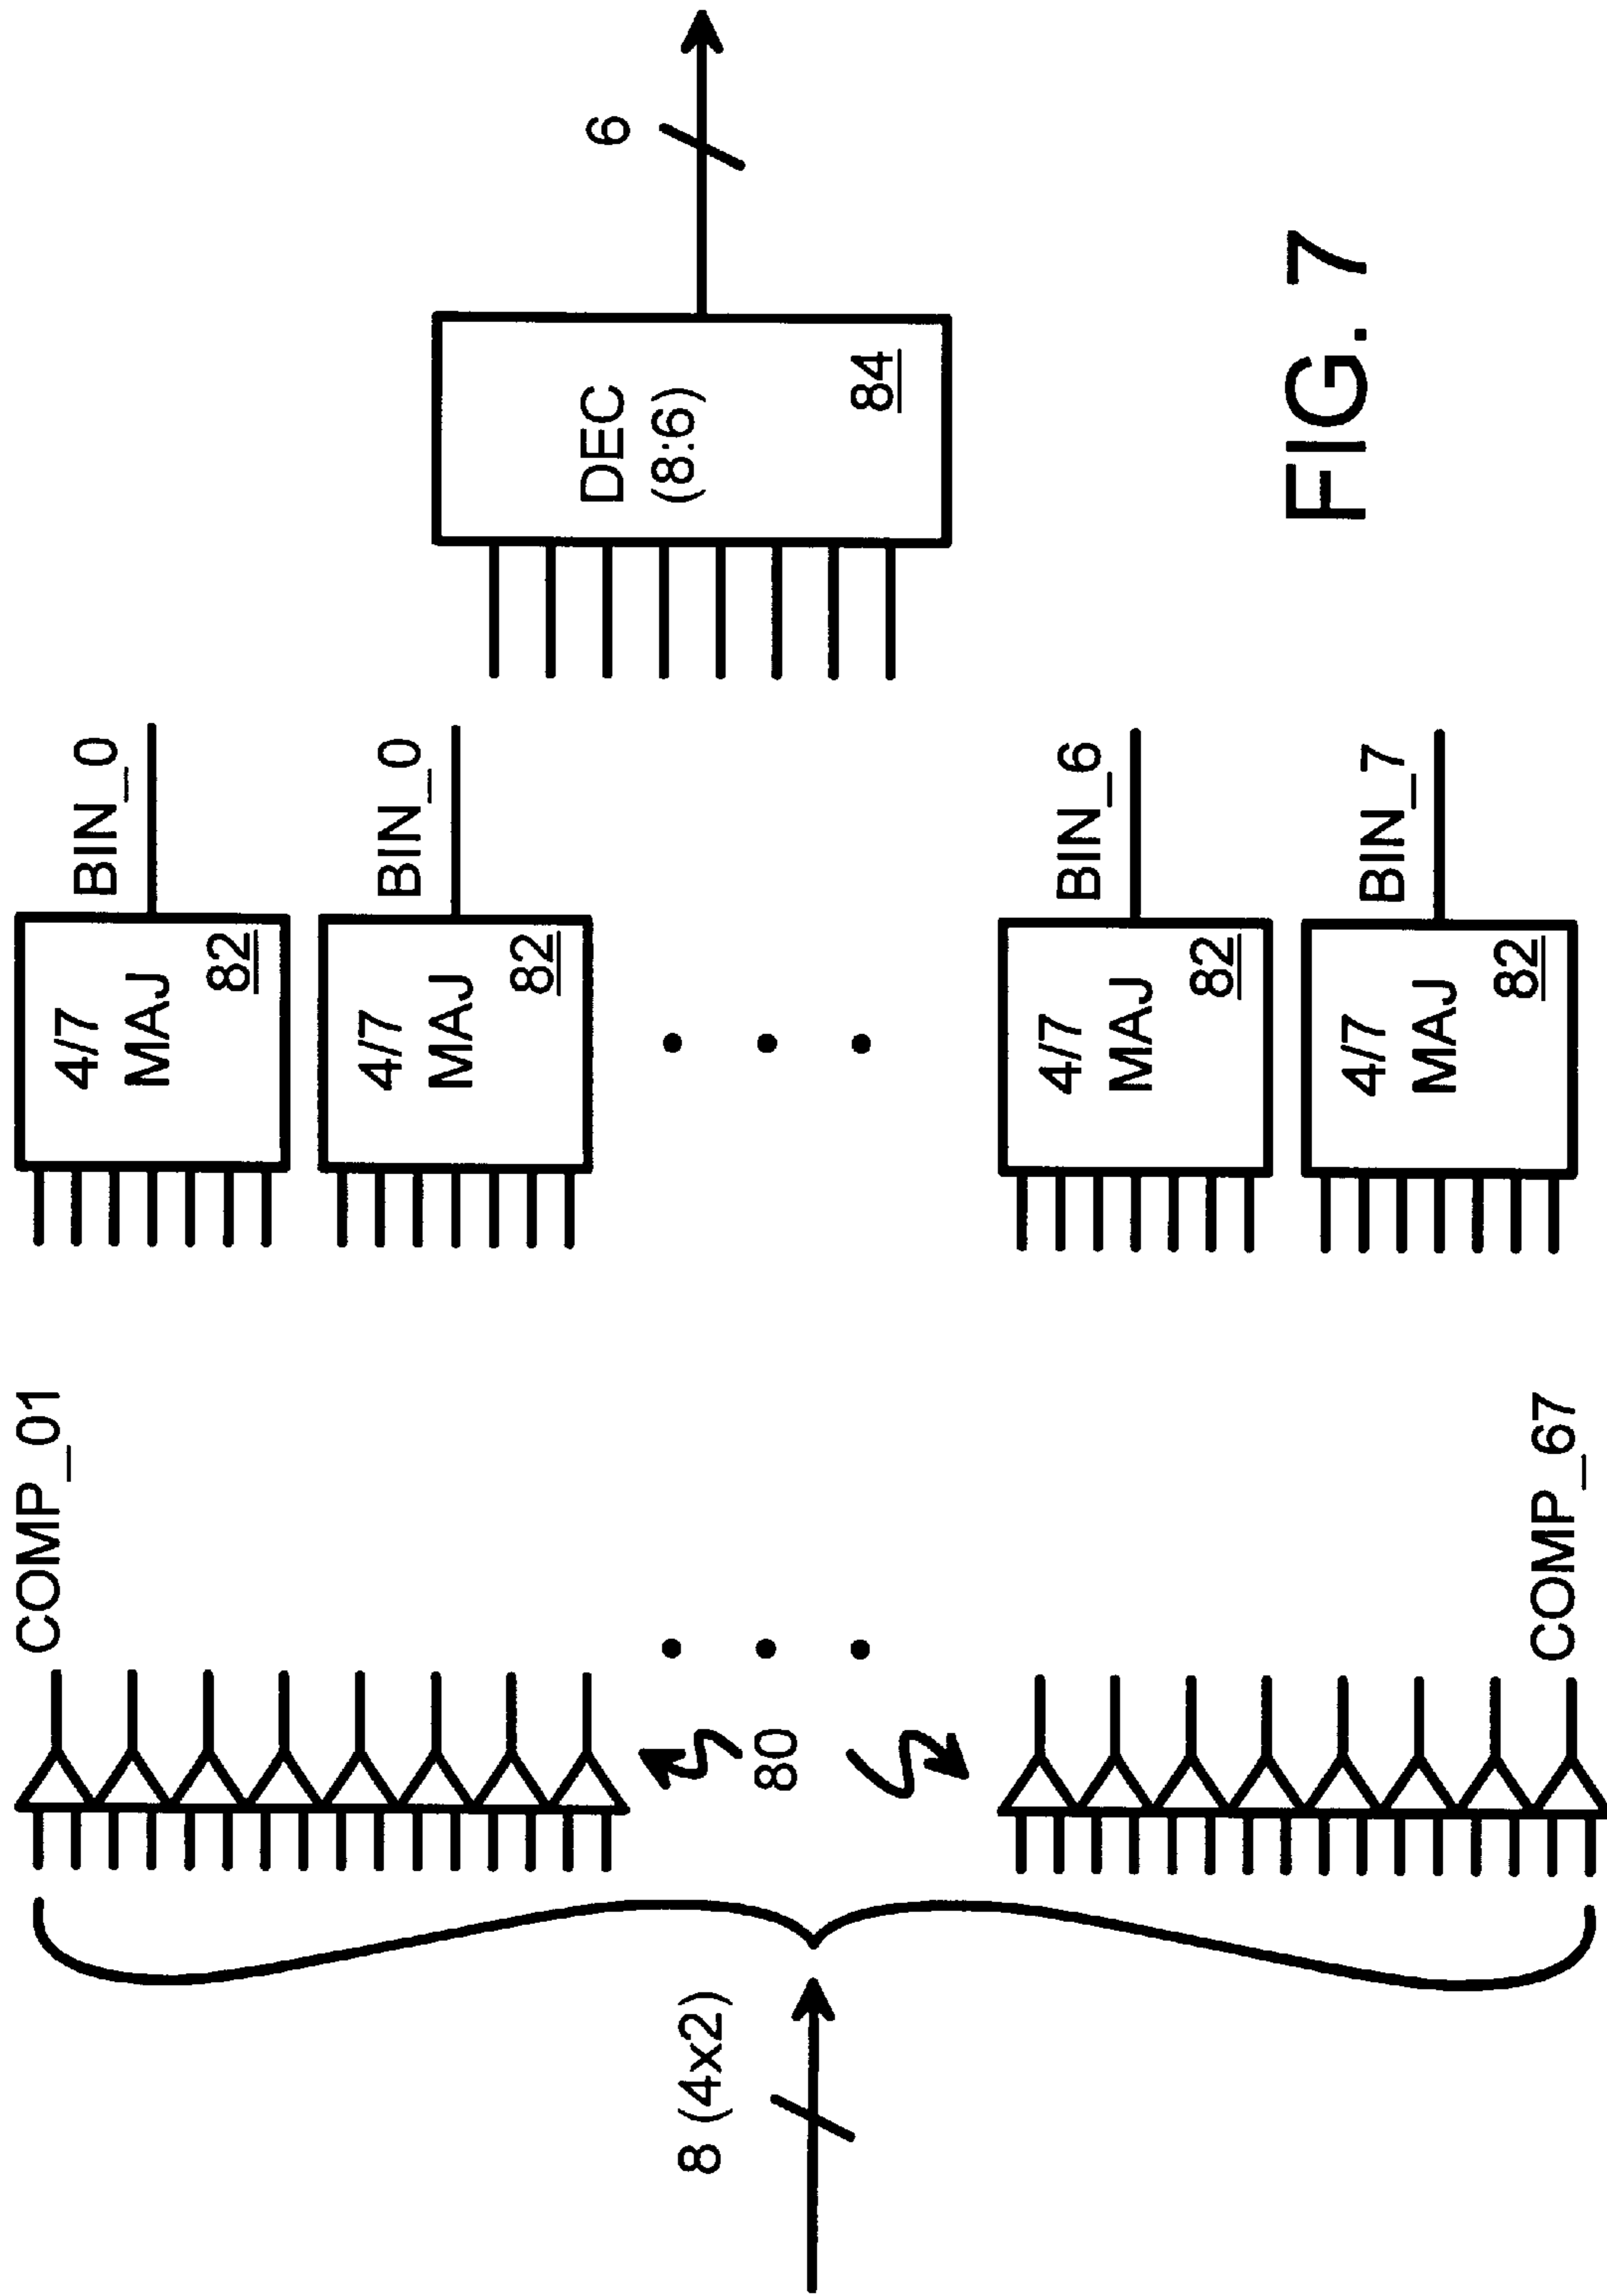 8 (4x2)
COMP_01
80
COMP_67
4/7
MAJ
82
BIN_0
4/7
MAJ
82
BIN_0
4/7
MAJ
82
BIN_6
4/7
MAJ
82
BIN_7
DEC
(8:6)
84
6
FIG. 7